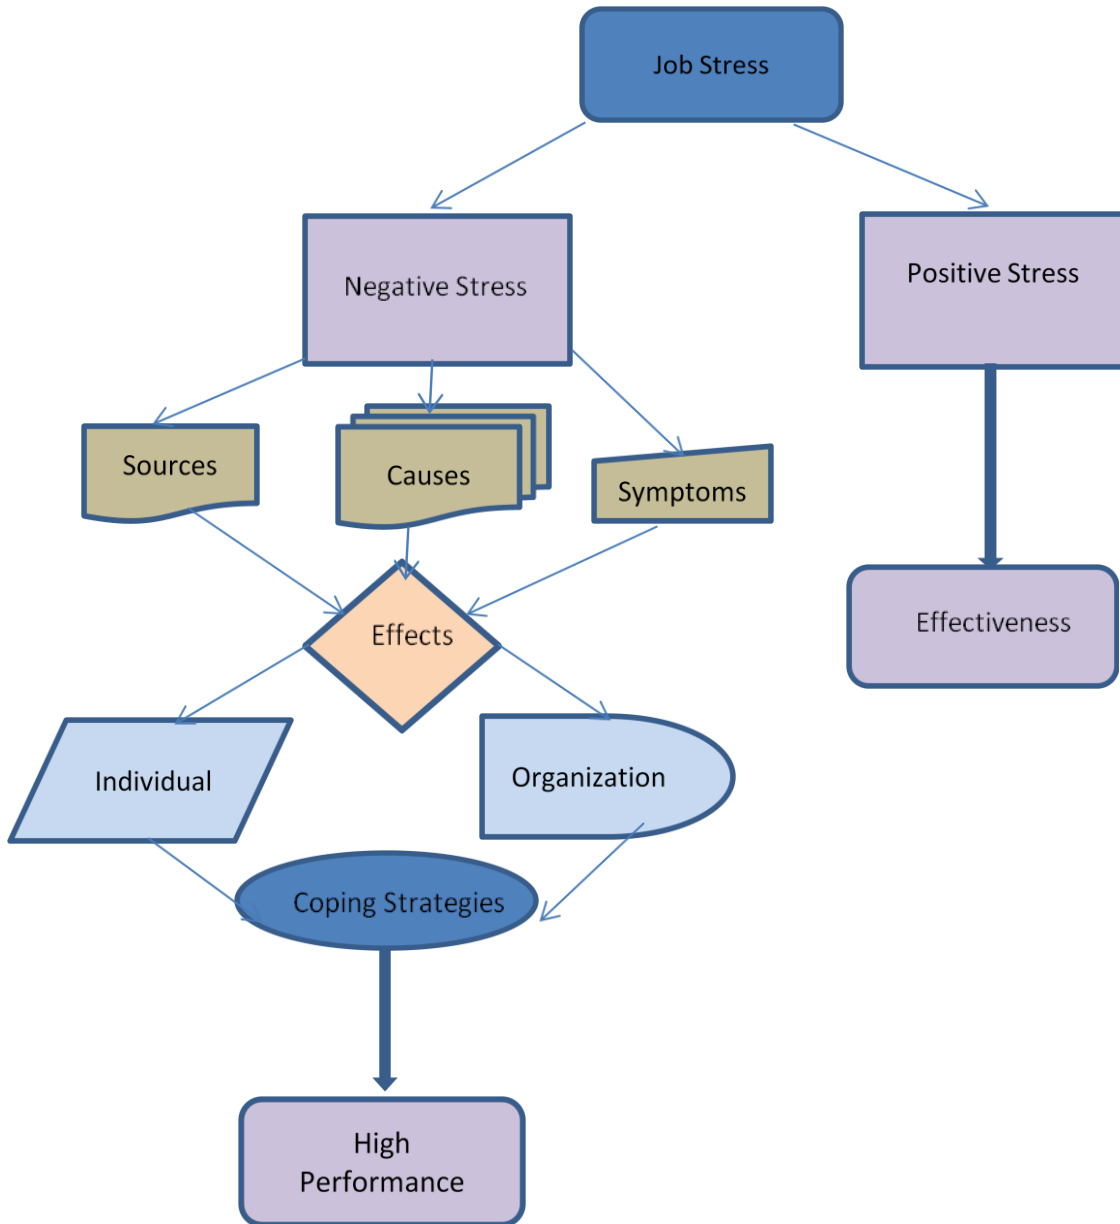 Job Stress
Negative Stress
Positive Stress
Sources
Causes
Symptoms
Effects
Effectiveness
Individual
Organization
Coping Strategies
High
Performance